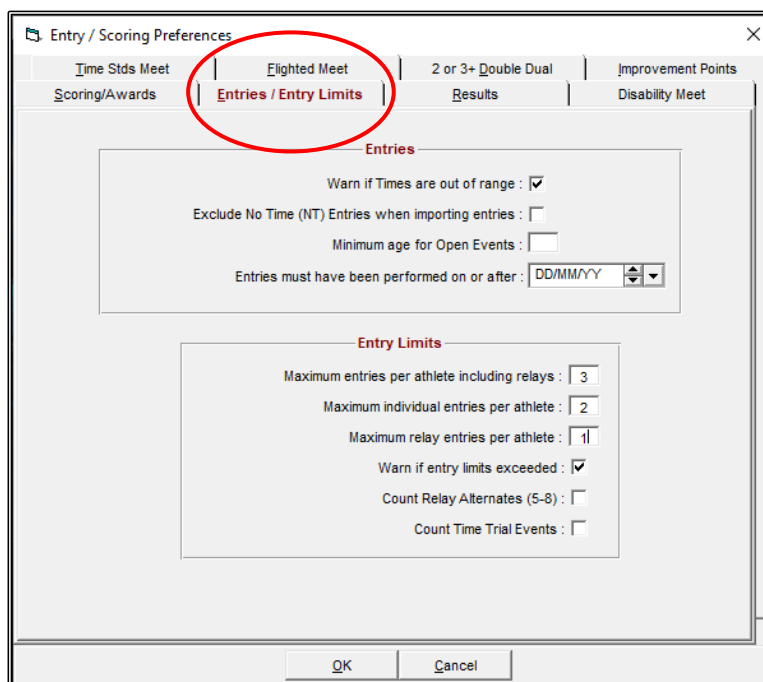 Entry / Scoring Preferences
Time Stds Meet Flighted Meet 2 or 3+ Double Dual Improvement Points
Scoring/Awards Entries / Entry Limits Results Disability Meet
Entries
Warn if Times are out of range :
Exclude No Time (NT) Entries when importing entries :
Minimum age for Open Events :
Entries must have been performed on or after : DD/MM/YY
Entry Limits
Maximum entries per athlete including relays : 3
Maximum individual entries per athlete : 2
Maximum relay entries per athlete : 1
Warn if entry limits exceeded :
Count Relay Alternates (5-8) :
Count Time Trial Events :
OK Cancel